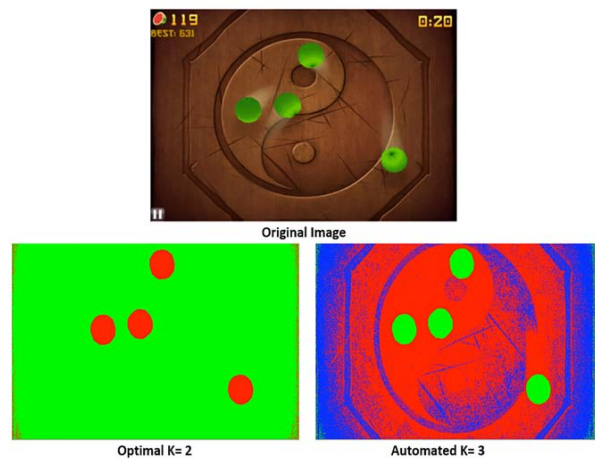 119
0:20
BEST: 631
Original Image
Optimal K= 2
Automated K= 3